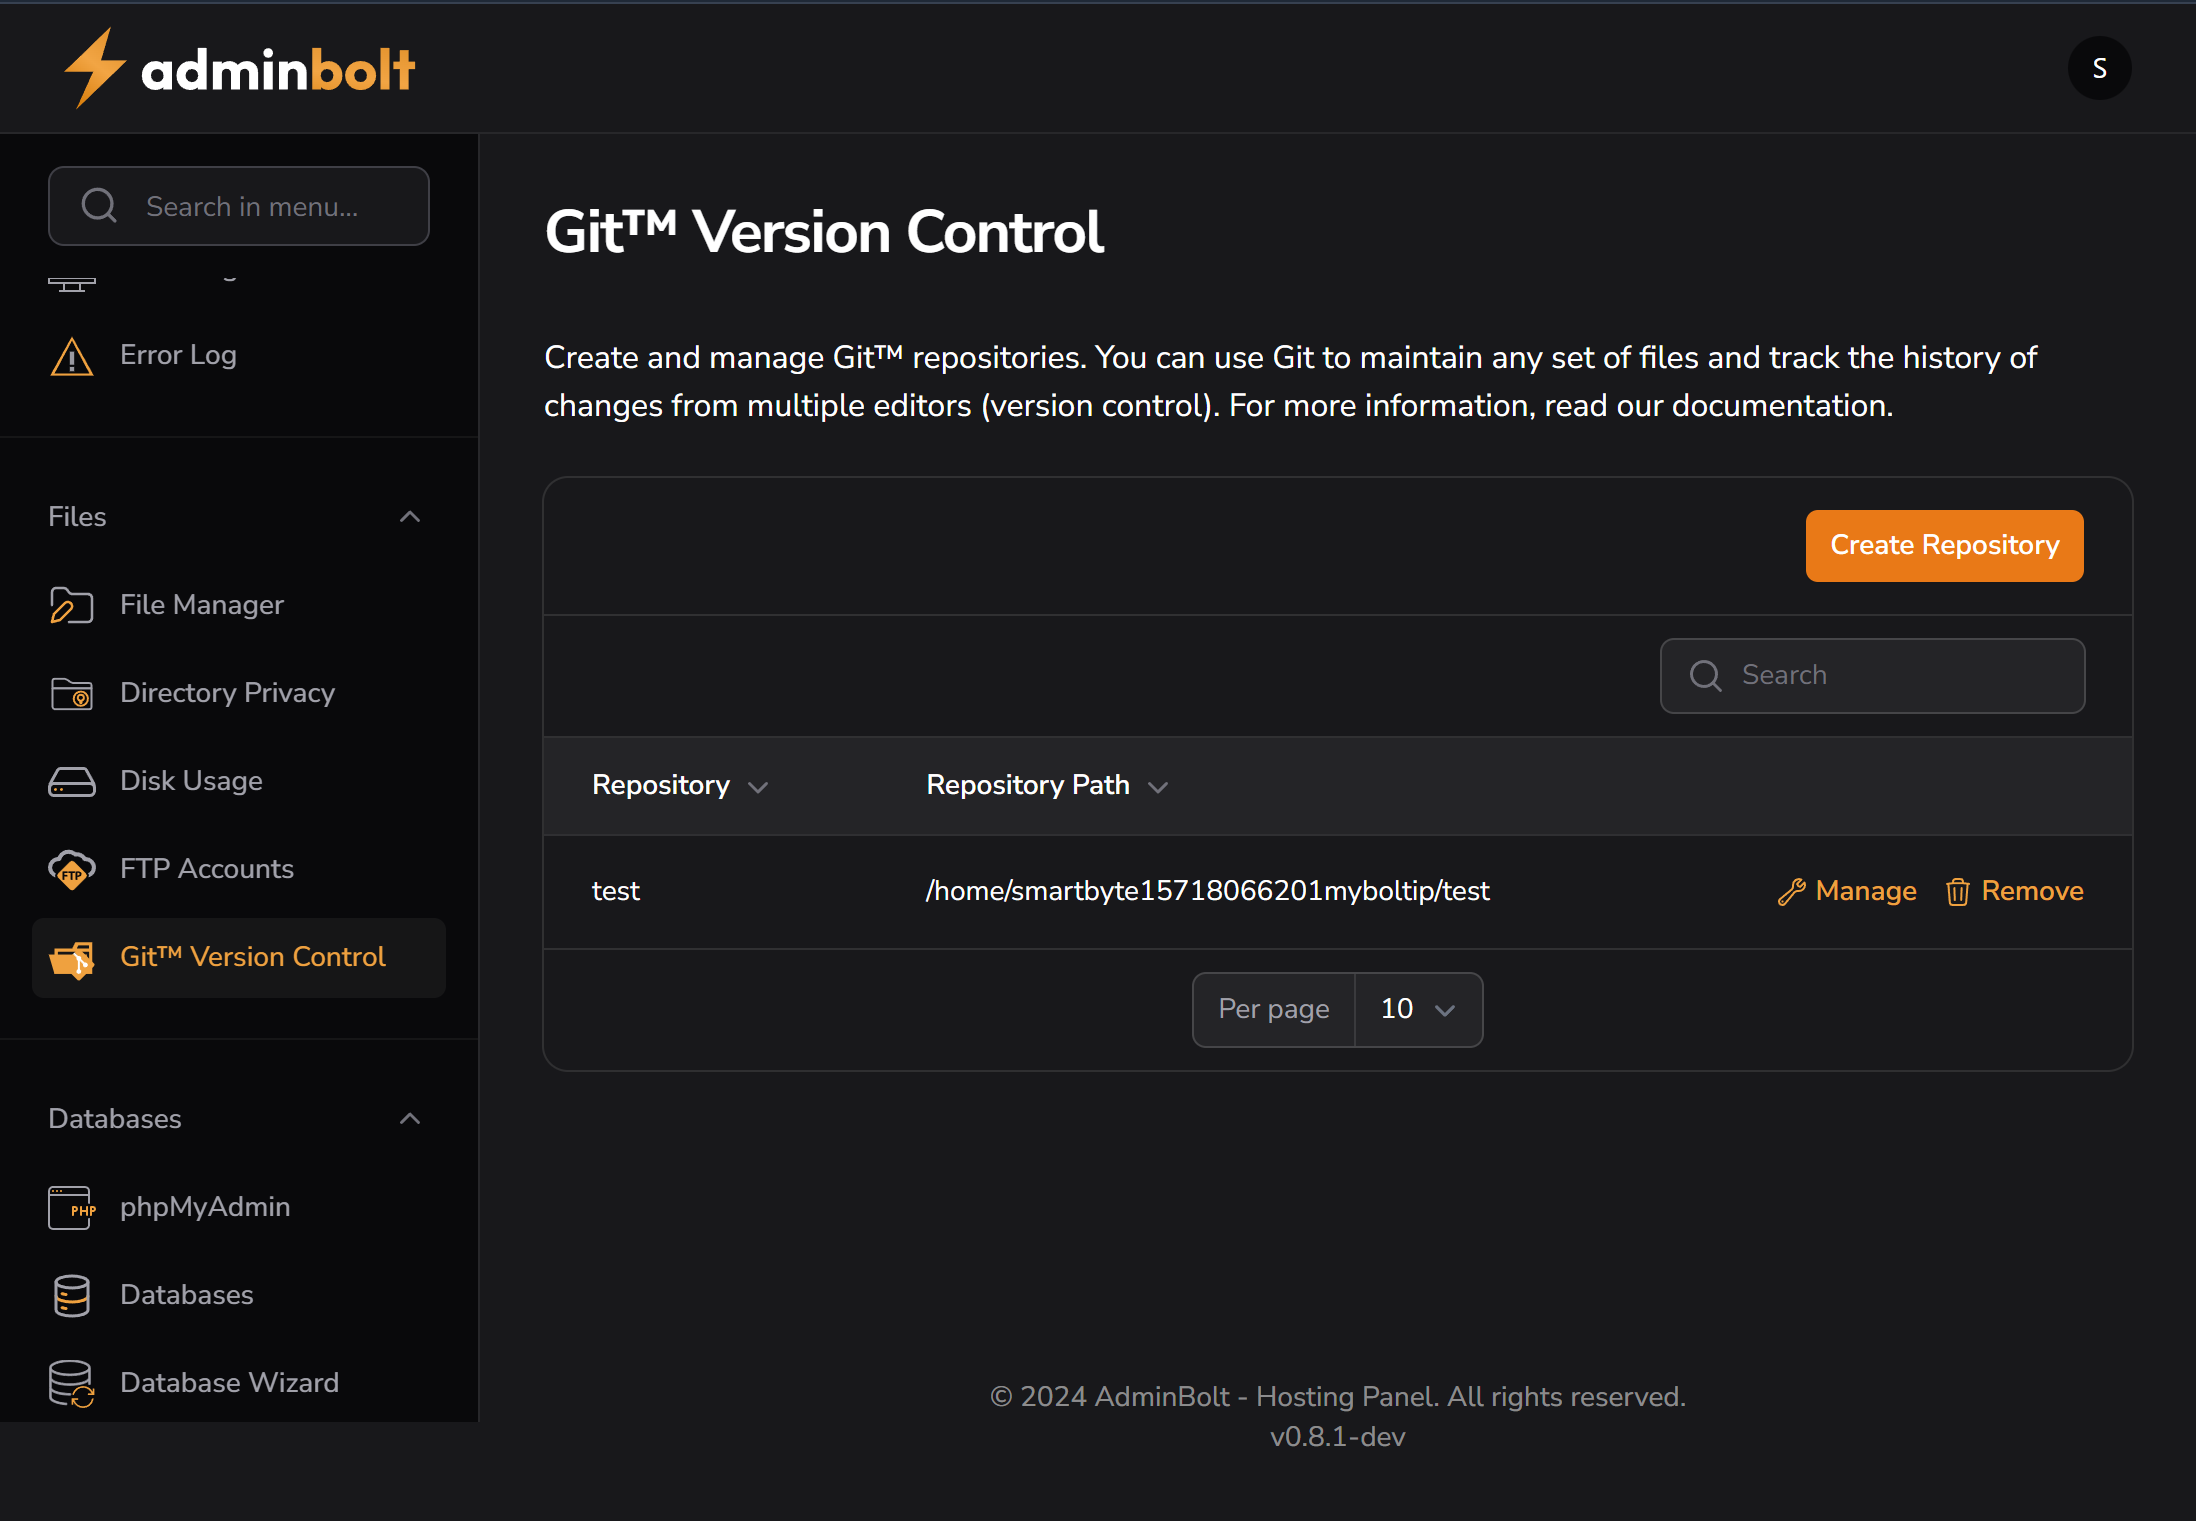 adminbolt
S
Search in menu...
Error Log
Files
File Manager
Directory Privacy
Disk Usage
FTP
FTP Accounts
Git™ Version Control
Databases
PHP
phpMyAdmin
Databases
Database Wizard
Git™ Version Control
Create and manage Git™ repositories. You can use Git to maintain any set of files and track the history of
changes from multiple editors (version control). For more information, read our documentation.
Create Repository
Search
Repository
Repository Path
test
/home/smartbyte15718066201myboltip/test
Manage
Remove
Per page
10
© 2024 AdminBolt - Hosting Panel. All rights reserved.
v0.8.1-dev